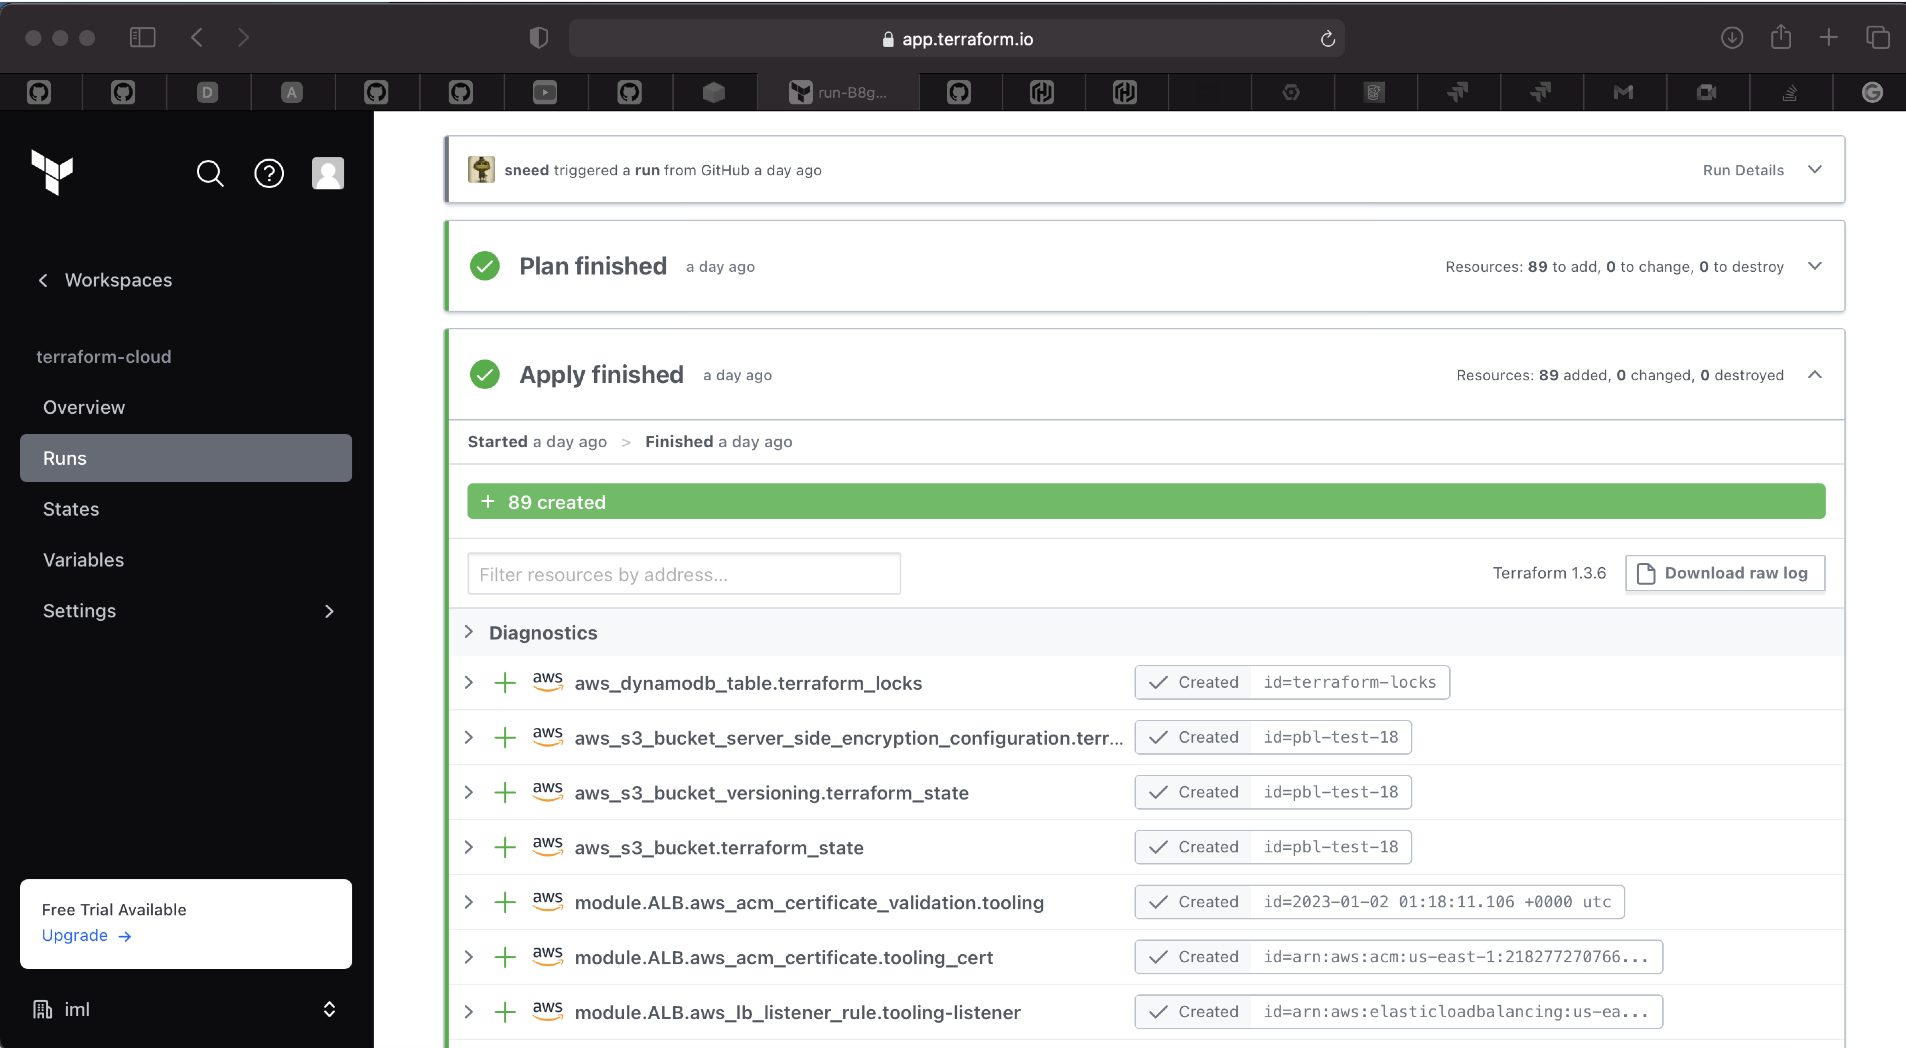 app.terraform.io
D
A
run-B8g...
sneed triggered a run from GitHub a day ago
Run Details
Plan finished a day ago
Resources: 89 to add, 0 to change, 0 to destroy
Workspaces
terraform-cloud
Overview
Runs
States
Variables
Settings
Apply finished a day ago
Resources: 89 added, 0 changed, 0 destroyed
Started a day ago > Finished a day ago
+ 89 created
Filter resources by address...
Terraform 1.3.6
Download raw log
Diagnostics
aws aws_dynamodb_table.terraform_locks Created id=terraform-locks
aws aws_s3_bucket_server_side_encryption_configuration.terr... Created id=pbl-test-18
aws aws_s3_bucket_versioning.terraform_state Created id=pbl-test-18
aws aws_s3_bucket.terraform_state Created id=pbl-test-18
aws module.ALB.aws_acm_certificate_validation.tooling Created id=2023-01-02 01:18:11.106 +0000 utc
aws module.ALB.aws_acm_certificate.tooling_cert Created id=arn:aws:acm:us-east-1:218277270766...
aws module.ALB.aws_lb_listener_rule.tooling-listener Created id=arn:aws:elasticloadbalancing:us-ea...
Free Trial Available
Upgrade →
iml